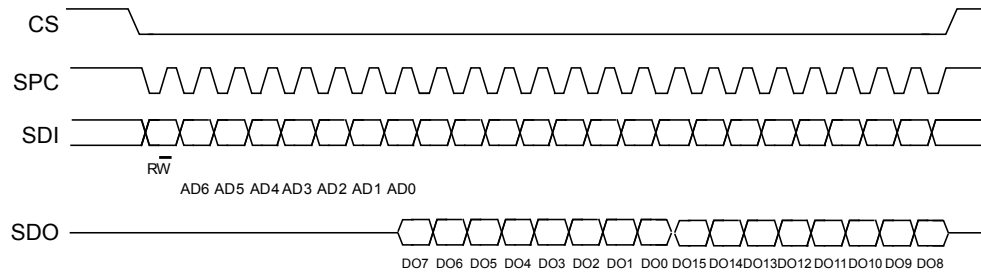 CS
SPC
SDI
RW
AD6 AD5 AD4 AD3 AD2 AD1 AD0
SDO
DO7 DO6 DO5 DO4 DO3 DO2 DO1 DO0 DO15 DO14 DO13 DO12 DO11 DO10 DO9 DO8